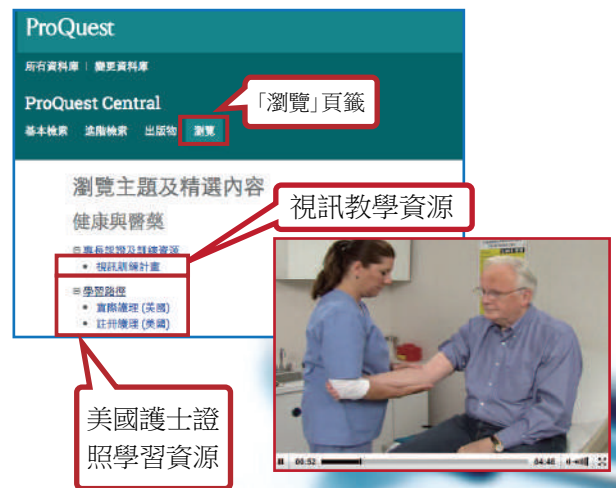 ProQuest
所有資料庫 | 變更資料庫
ProQuest Central
基本檢索 進階檢索 出版物 瀏覽
「瀏覽」頁籤
瀏覽主題及精選內容
健康與醫藥
視訊教學資源
專長認證及訓練資源
視訊訓練計畫
學習路徑
實際護理 (美國)
註冊護理 (美國)
美國護士證
照學習資源
00:52
04:46